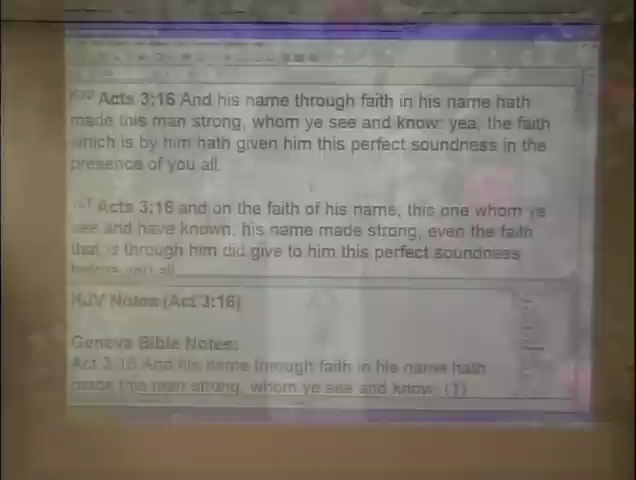 KJV Acts 3:16 And his name through faith in his name hath
made this man strong, whom ye see and know: yea, the faith
which is by him hath given him this perfect soundness in the
presence of you all.
Acts 3:16 and on the faith of his name, this one whom ye
see and have known, his name made strong, even the faith
that is through him did give to him this perfect soundness
before you all
KJV Notes (Act 3:16)
Geneva Bible Notes:
Act 3:16 And his name through faith in his name hath
made this man strong, whom ye see and know: (1)